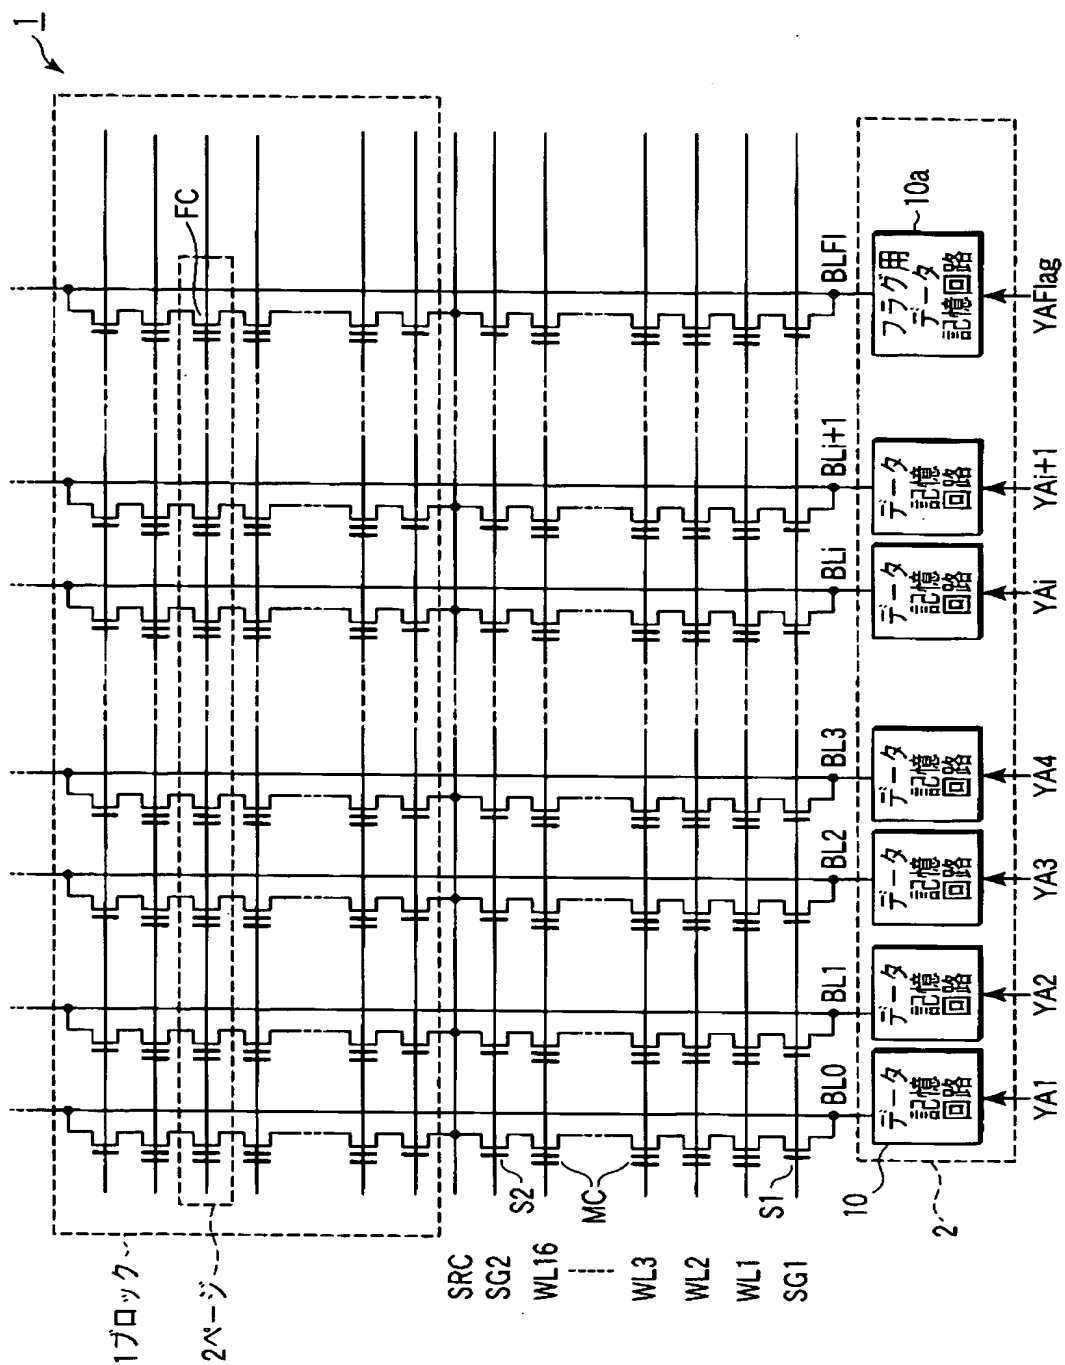 1
1ブロック
2ページ
FC
SRC
SG2
WL16
WL3
WL2
WL1
SG1
S2
MC
S1
BL0
BL1
BL2
BL3
BLi
BLi+1
BLF1
10
2
データ
記憶
回路
データ
記憶
回路
データ
記憶
回路
データ
記憶
回路
データ
記憶
回路
データ
記憶
回路
フラグ用
データ
記憶回路
10a
YA1
YA2
YA3
YA4
YAi
YAi+1
YAFlag